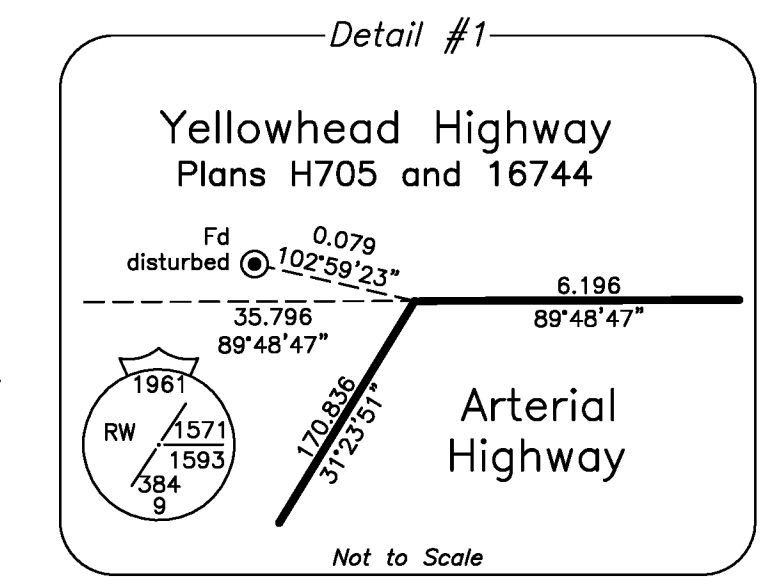 Detail #1
Yellowhead Highway
Plans H705 and 16744
Fd
disturbed
0.079
102°59'23"
35.796
89°48'47"
6.196
89°48'47"
170.836
31°23'51"
Arterial
Highway
1961
RW
1571
1593
384
9
Not to Scale